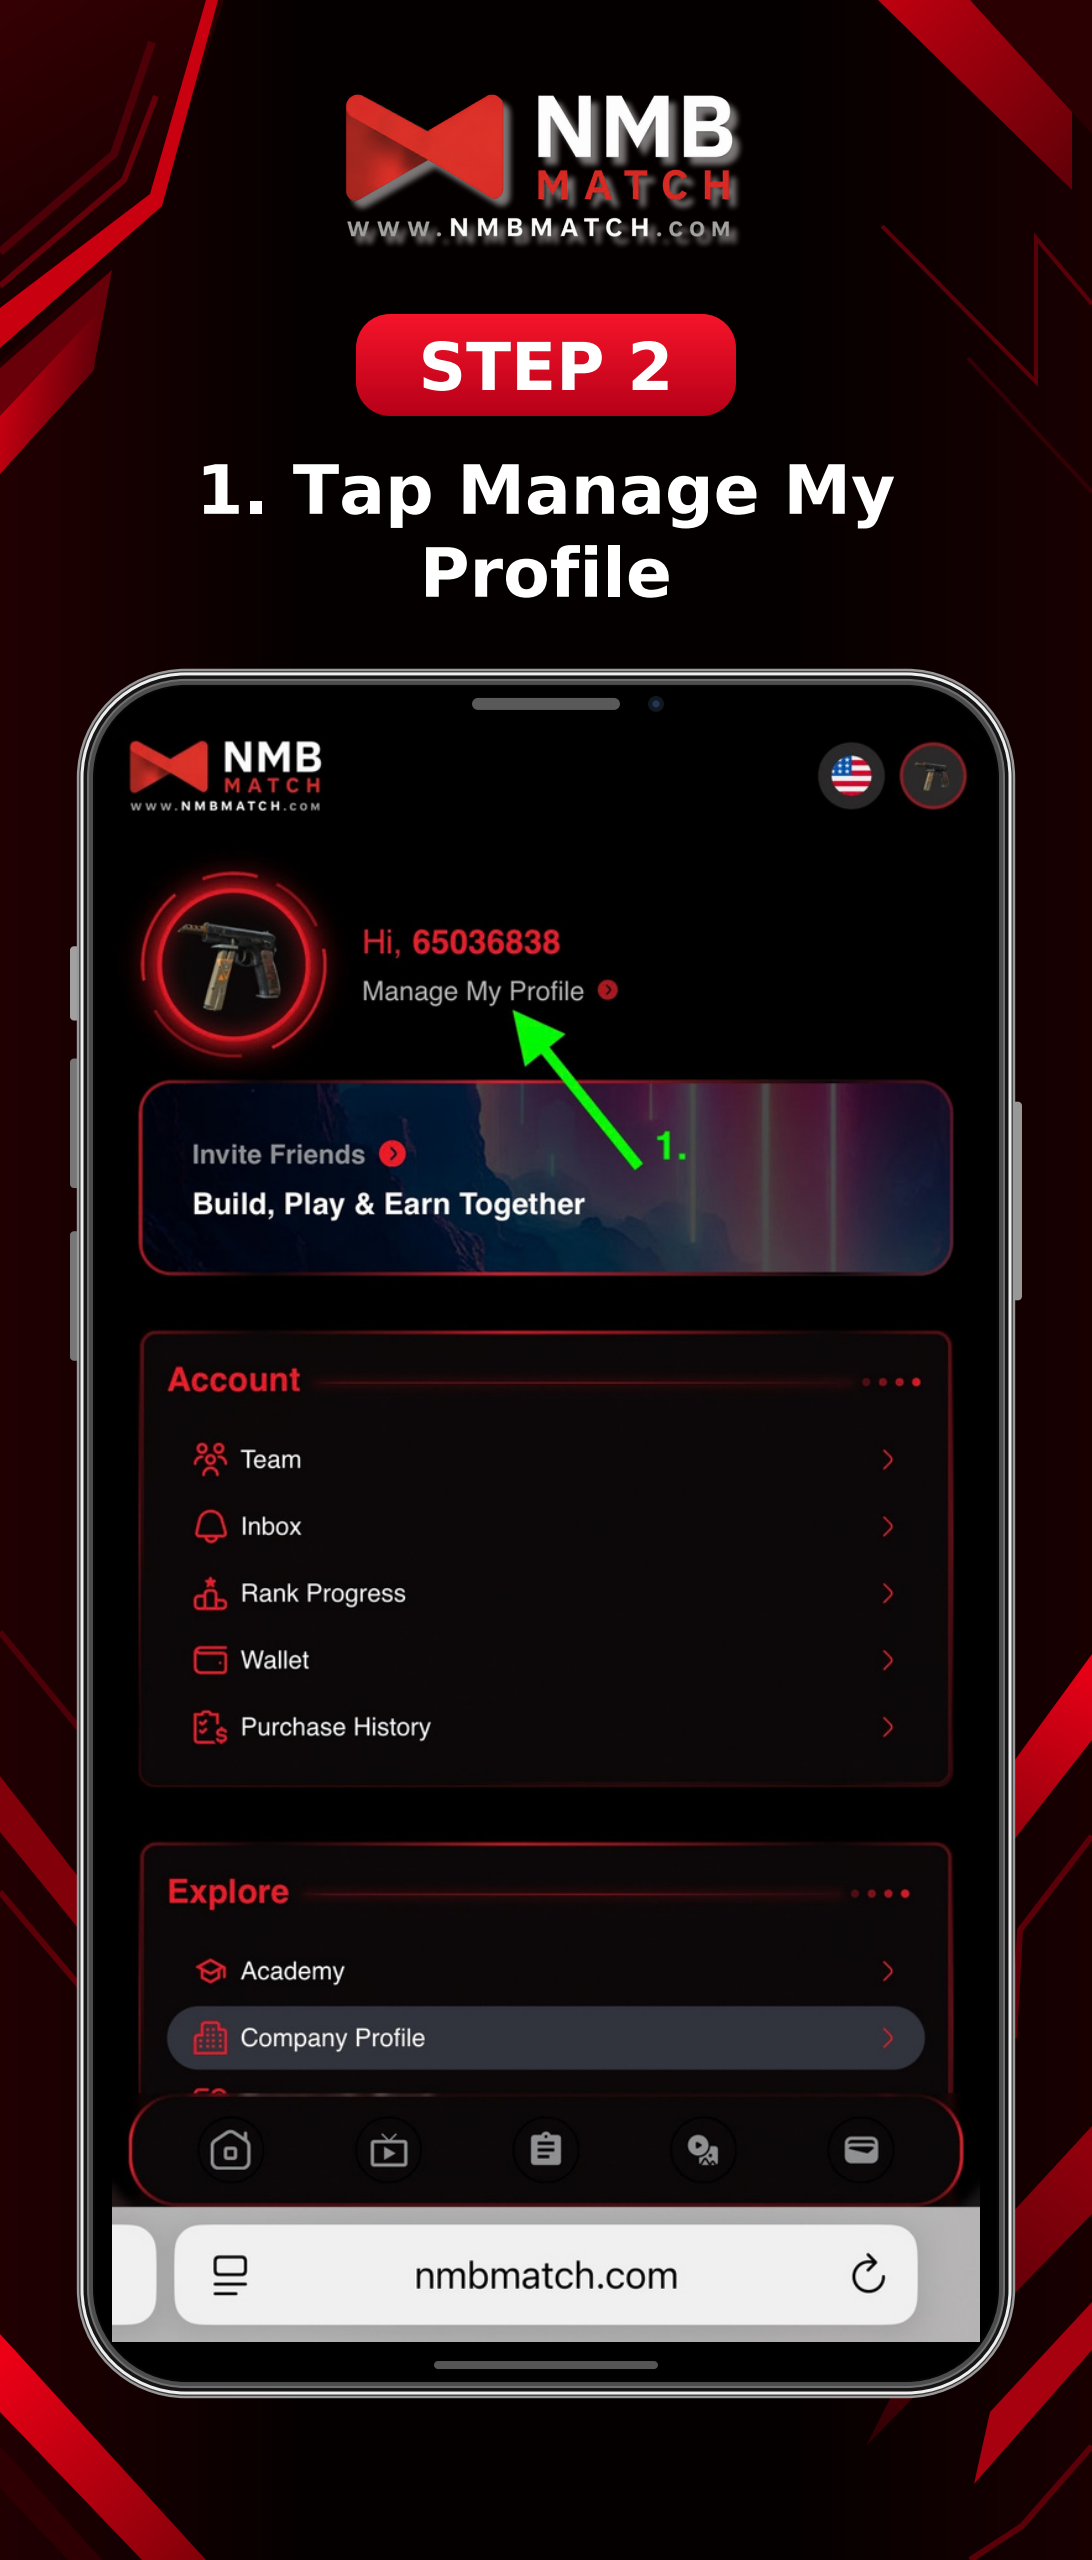 NMB
MATCH
www.NMBMATCH.COM
STEP 2
1. Tap Manage My
Profile
NMB
MATCH
www.NMBMATCH.COM
Hi, 65036838
Manage My Profile
1.
Invite Friends
Build, Play & Earn Together
Account
Team
Inbox
Rank Progress
Wallet
Purchase History
Explore
Academy
Company Profile
nmbmatch.com